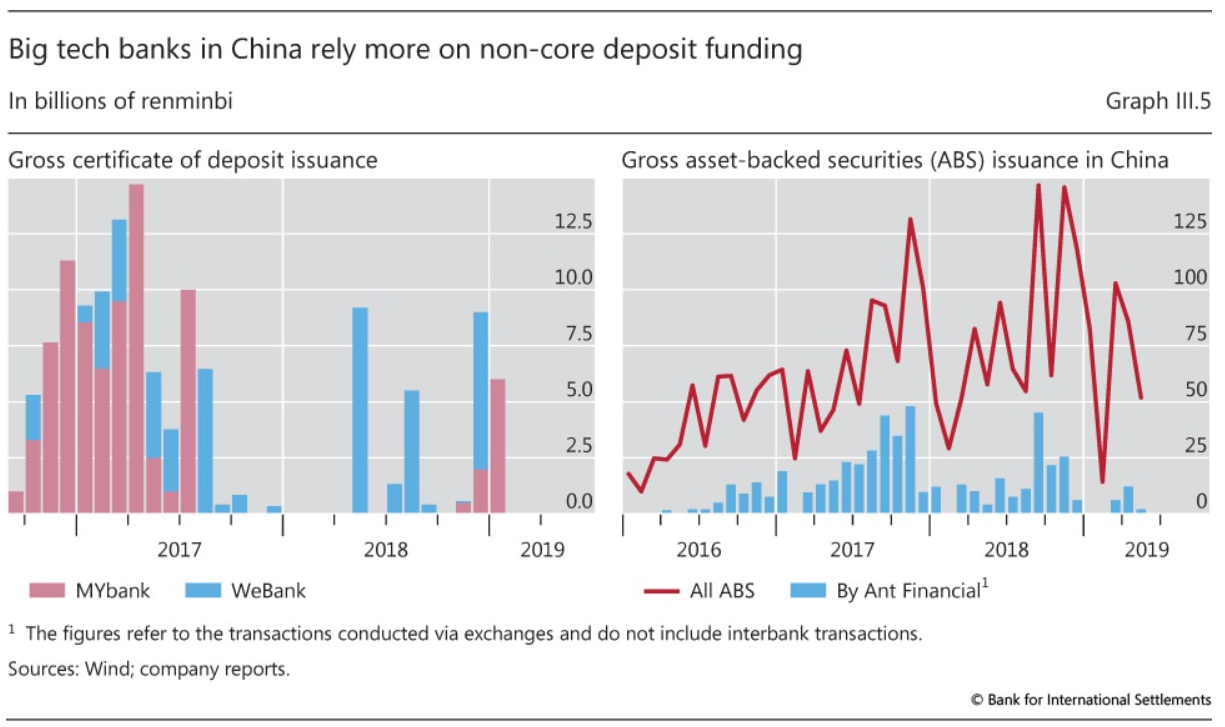 Big tech banks in China rely more on non-core deposit funding
In billions of renminbi
Graph III.5
Gross certificate of deposit issuance
12.5
10.0
7.5
5.0
2.5
0.0
2017
2018
2019
MYbank
WeBank
Gross asset-backed securities (ABS) issuance in China
125
100
75
50
25
0
2016
2017
2018
2019
All ABS
By Ant Financial¹
¹ The figures refer to the transactions conducted via exchanges and do not include interbank transactions.
Sources: Wind; company reports.
© Bank for International Settlements